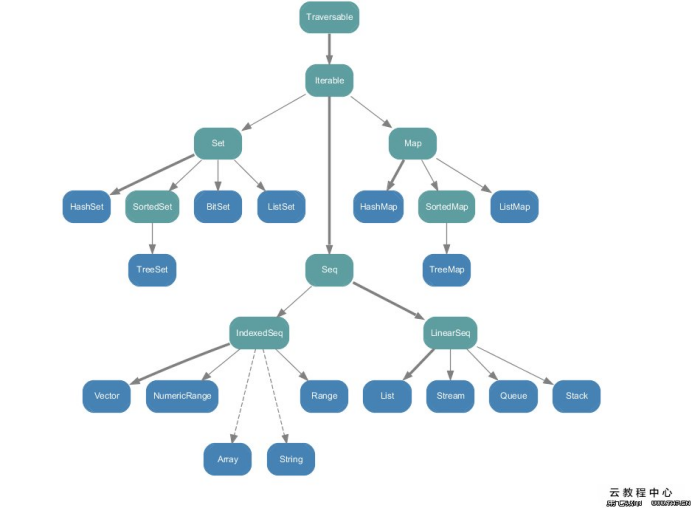 Traversable
Iterable
Set
Map
HashSet
SortedSet
BitSet
ListSet
HashMap
SortedMap
ListMap
TreeSet
Seq
TreeMap
IndexedSeq
LinearSeq
Vector
NumericRange
Range
List
Stream
Queue
Stack
Array
String
云教程中心